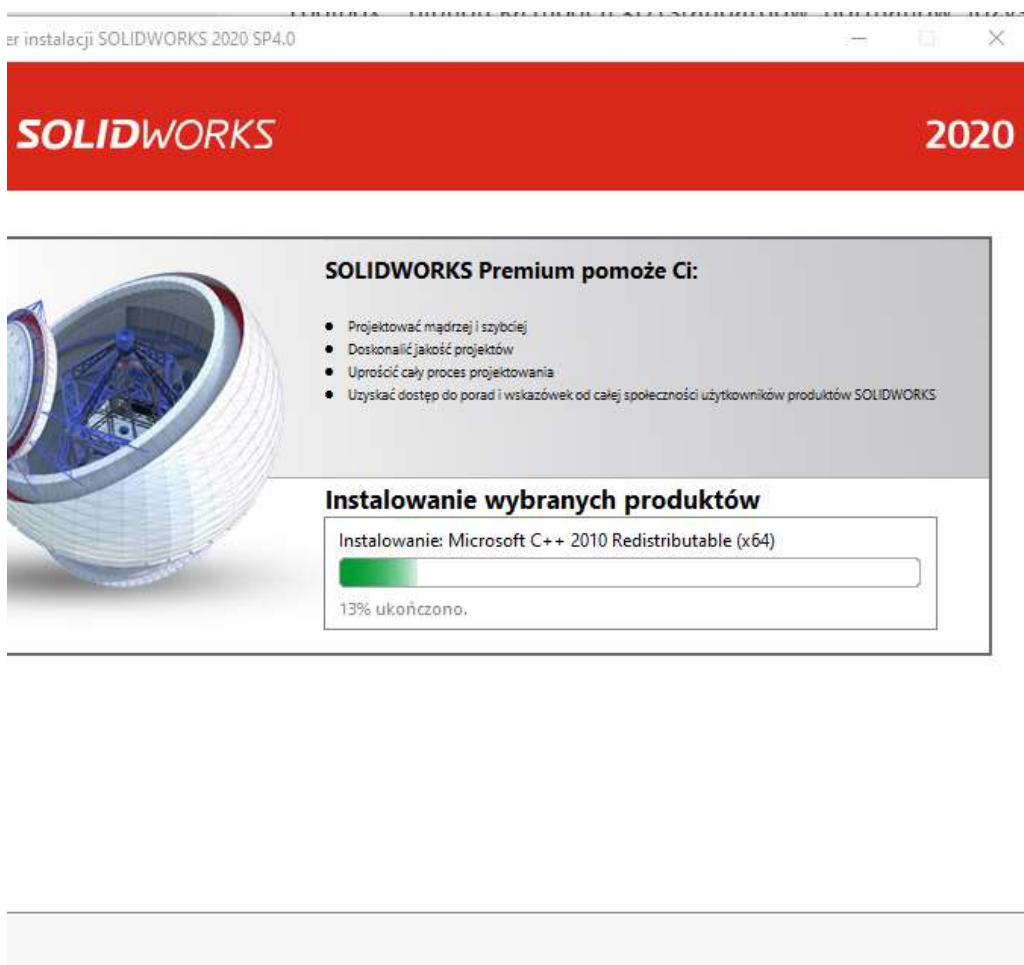 er instalacji SOLIDWORKS 2020 SP4.0
SOLIDWORKS 2020
SOLIDWORKS Premium pomoże Ci:
Projektować mądrzej i szybciej
Doskonalić jakość projektów
Uprościć cały proces projektowania
Uzyskać dostęp do porad i wskazówek od całej społeczności użytkowników produktów SOLIDWORKS
Instalowanie wybranych produktów
Instalowanie: Microsoft C++ 2010 Redistributable (x64)
13% ukończono.